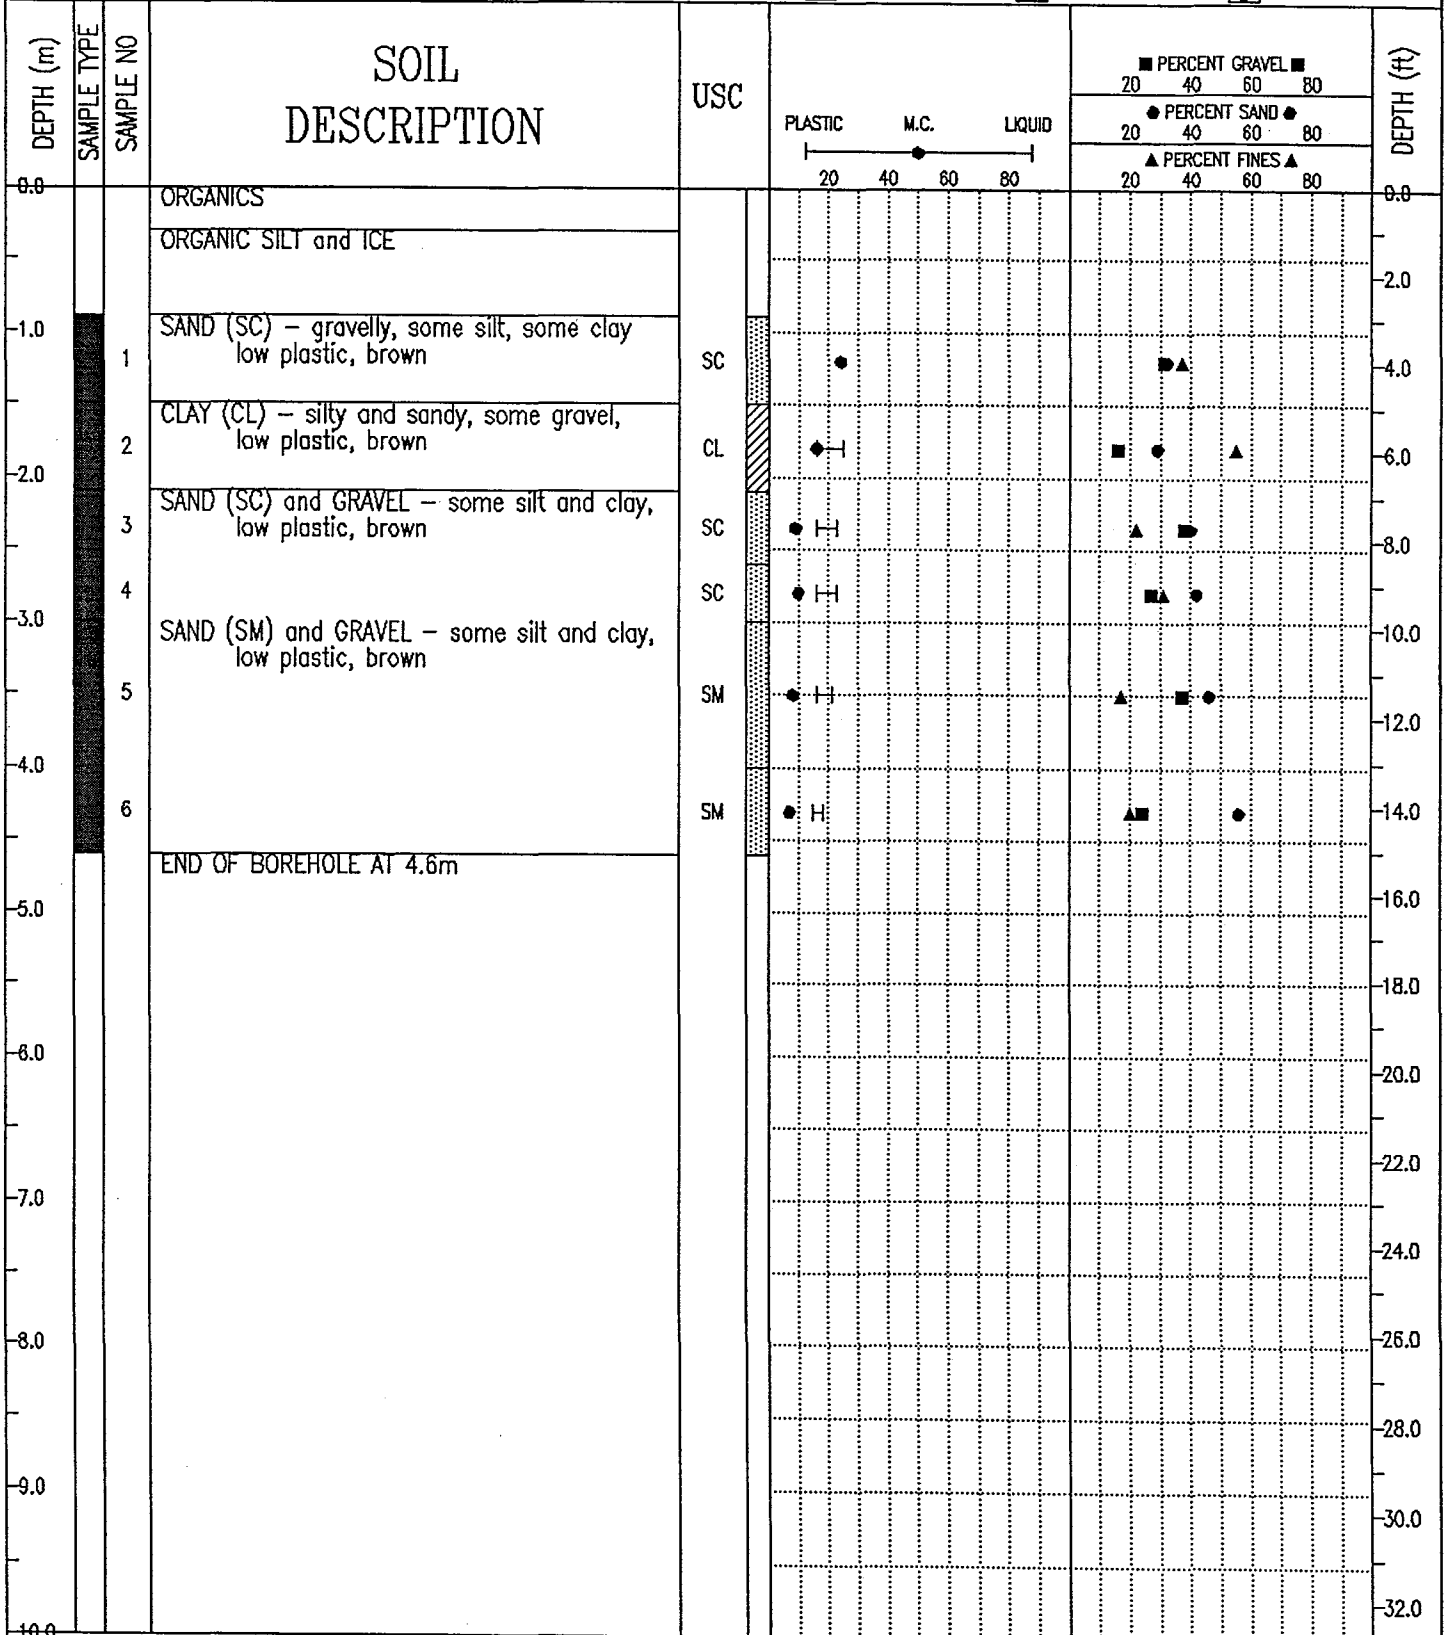 DEPTH (m)
SAMPLE TYPE
SAMPLE NO
SOIL
DESCRIPTION
USC
PLASTIC M.C. LIQUID
20 40 60 80
■ PERCENT GRAVEL ■
20 40 60 80
● PERCENT SAND ●
20 40 60 80
▲ PERCENT FINES ▲
20 40 60 80
DEPTH (ft)
0.0
ORGANICS
0.0
ORGANIC SILT and ICE
2.0
1.0
SAND (SC) – gravelly, some silt, some clay
low plastic, brown
1
SC
4.0
CLAY (CL) – silty and sandy, some gravel,
low plastic, brown
2
CL
6.0
2.0
SAND (SC) and GRAVEL – some silt and clay,
low plastic, brown
3
SC
8.0
4
SC
3.0
SAND (SM) and GRAVEL – some silt and clay,
low plastic, brown
10.0
5
SM
12.0
4.0
6
SM
14.0
END OF BOREHOLE AT 4.6m
5.0
16.0
18.0
6.0
20.0
22.0
7.0
24.0
8.0
26.0
28.0
9.0
30.0
32.0
10.0